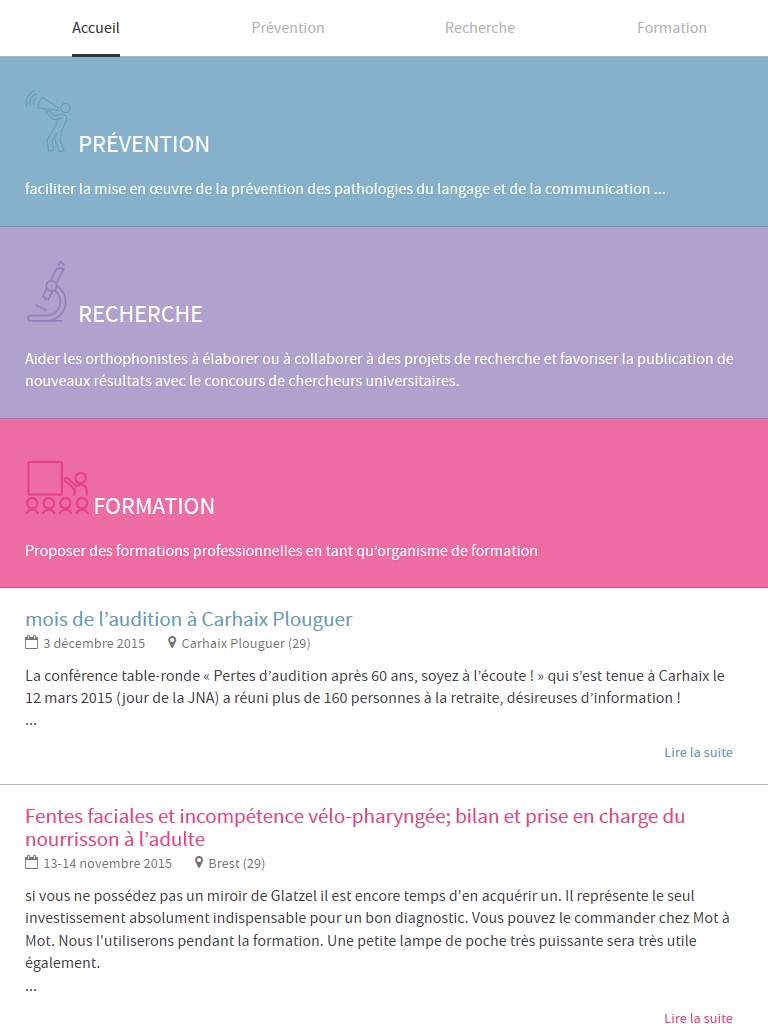 Accueil Prévention Recherche Formation
PRÉVENTION
faciliter la mise en œuvre de la prévention des pathologies du langage et de la communication ...
RECHERCHE
Aider les orthophonistes à élaborer ou à collaborer à des projets de recherche et favoriser la publication de
nouveaux résultats avec le concours de chercheurs universitaires.
FORMATION
Proposer des formations professionnelles en tant qu’organisme de formation
mois de l’audition à Carhaix Plouguer
3 décembre 2015 Carhaix Plouguer (29)
La conférence table-ronde « Pertes d’audition après 60 ans, soyez à l’écoute ! » qui s’est tenue à Carhaix le
12 mars 2015 (jour de la JNA) a réuni plus de 160 personnes à la retraite, désireuses d’information !
...
Lire la suite
Fentes faciales et incompétence vélo-pharyngée; bilan et prise en charge du
nourrisson à l’adulte
13-14 novembre 2015 Brest (29)
si vous ne possédez pas un miroir de Glatzel il est encore temps d'en acquérir un. Il représente le seul
investissement absolument indispensable pour un bon diagnostic. Vous pouvez le commander chez Mot à
Mot. Nous l'utiliserons pendant la formation. Une petite lampe de poche très puissante sera très utile
également.
...
Lire la suite